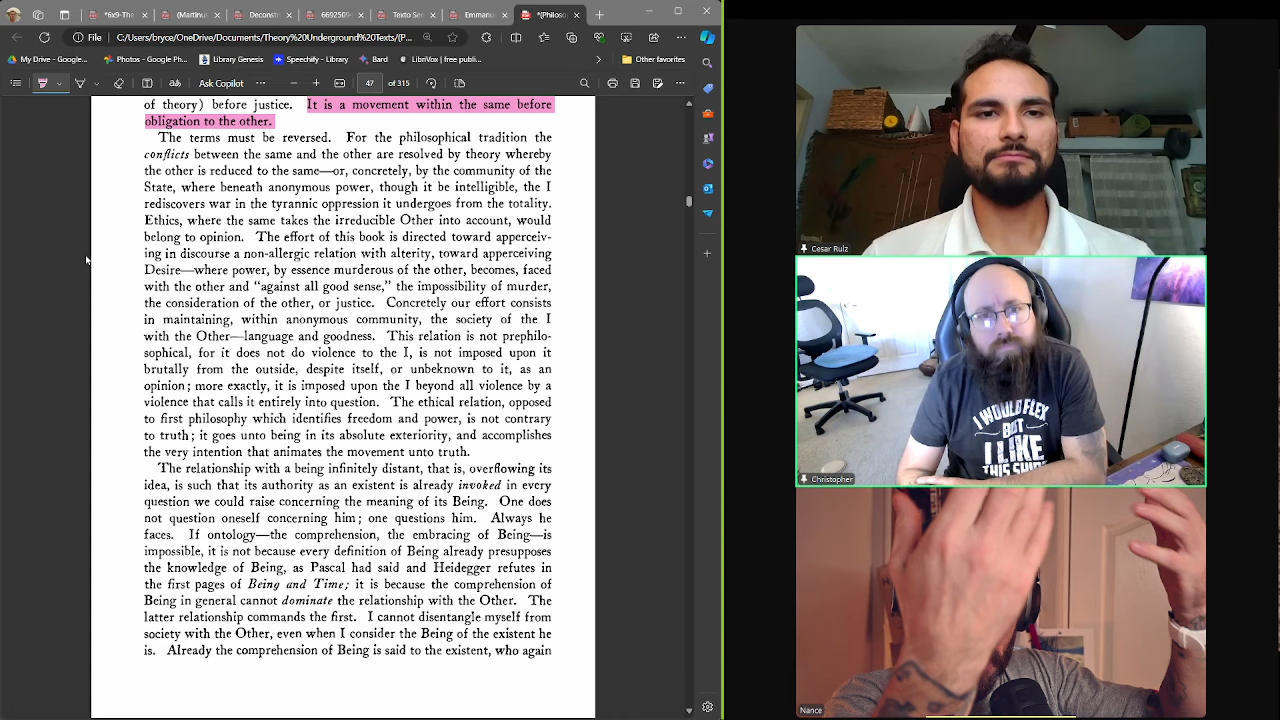 *6x9-The
(Martinus
Deconstr
6692509
Texto Se
Emmanu
*(Philoso
File
C:/Users/bryce/OneDrive/Documents/Theory%20Underground%20Texts/(P...
My Drive - Google...
Photos - Google Ph...
Library Genesis
Speechify - Library
Bad Ass
LibriVox | free publi...
Other favorites
Ask Copilot
47 of 315
of theory) before justice. It is a movement within the same before
obligation to the other.
The terms must be reversed. For the philosophical tradition the
conflicts between the same and the other are resolved by theory whereby
the other is reduced to the same—or, concretely, by the community of the
State, where beneath anonymous power, though it be intelligible, the I
rediscovers war in the tyrannic oppression it undergoes from the totality.
Ethics, where the same takes the irreducible Other into account, would
belong to opinion. The effort of this book is directed toward apperceiv-
ing in discourse a non-allergic relation with alterity, toward apperceiving
Desire—where power, by essence murderous of the other, becomes, faced
with the other and "against all good sense," the impossibility of murder,
the consideration of the other, or justice. Concretely our effort consists
in maintaining, within anonymous community, the society of the I
with the Other—language and goodness. This relation is not prephilo-
sophical, for it does not do violence to the I, is not imposed upon it
brutally from the outside, despite itself, or unbeknown to it, as an
opinion; more exactly, it is imposed upon the I beyond all violence by a
violence that calls it entirely into question. The ethical relation, opposed
to first philosophy which identifies freedom and power, is not contrary
to truth; it goes unto being in its absolute exteriority, and accomplishes
the very intention that animates the movement unto truth.
The relationship with a being infinitely distant, that is, overflowing its
idea, is such that its authority as an existent is already invoked in every
question we could raise concerning the meaning of its Being. One does
not question oneself concerning him; one questions him. Always he
faces. If ontology—the comprehension, the embracing of Being—is
impossible, it is not because every definition of Being already presupposes
the knowledge of Being, as Pascal had said and Heidegger refutes in
the first pages of Being and Time; it is because the comprehension of
Being in general cannot dominate the relationship with the Other. The
latter relationship commands the first. I cannot disentangle myself from
society with the Other, even when I consider the Being of the existent he
is. Already the comprehension of Being is said to the existent, who again
Cesar Ruiz
I WOULD FLEX
BUT
I LIKE
THIS SHIRT
Christopher
Nance